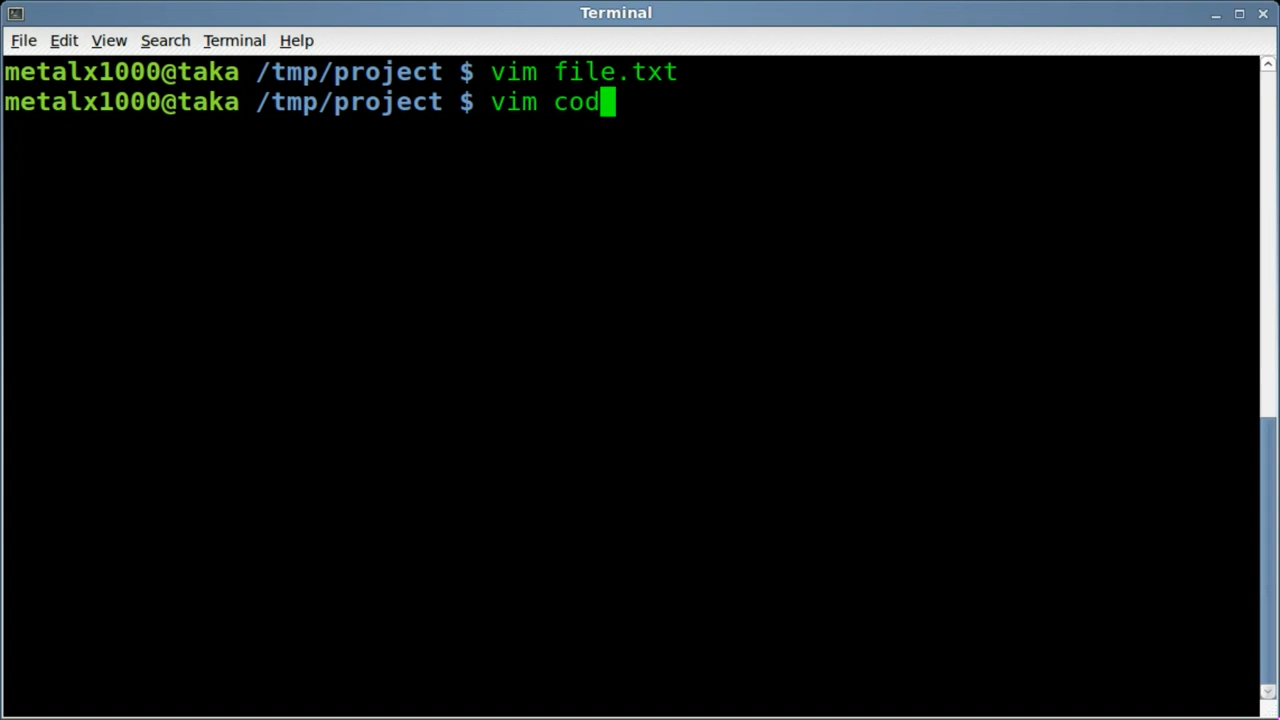 Terminal
File Edit View Search Terminal Help
metalx1000@taka /tmp/project $ vim file.txt
metalx1000@taka /tmp/project $ vim cod